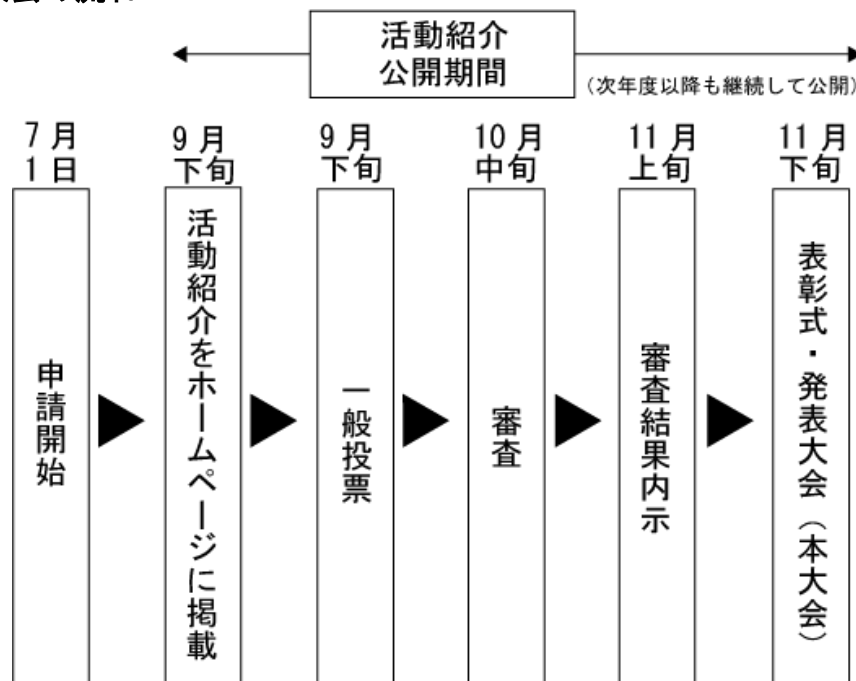 活動紹介
公開期間
(次年度以降も継続して公開)
7月
1日
9月
下旬
9月
下旬
10月
中旬
11月
上旬
11月
下旬
申請開始
活動紹介をホームページに掲載
一般投票
審査
審査結果内示
表彰式・発表大会(本大会)